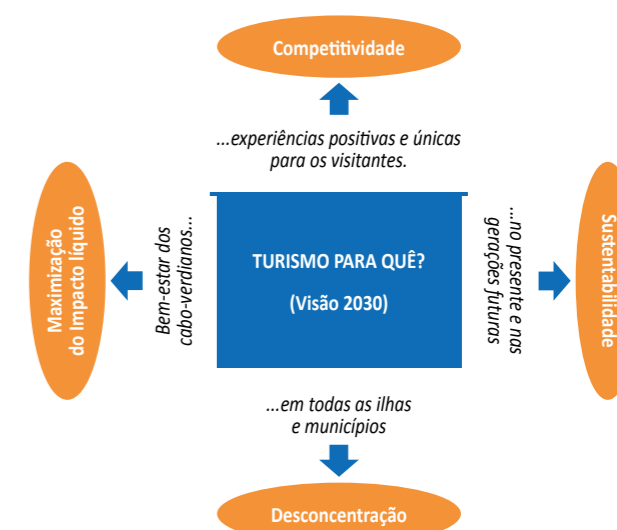 Competitividade
...experiências positivas e únicas
para os visitantes.
Maximização
do Impacto líquido
Bem-estar dos
cabo-verdianos...
TURISMO PARA QUÊ?
(Visão 2030)
...no presente e nas
gerações futuras
Sustentabilidade
...em todas as ilhas
e municípios
Desconcentração